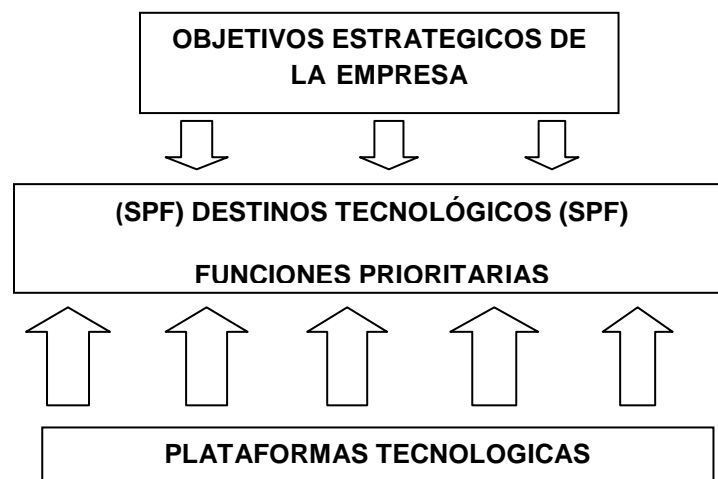 OBJETIVOS ESTRATEGICOS DE
LA EMPRESA
(SPF) DESTINOS TECNOLÓGICOS (SPF)
FUNCIONES PRIORITARIAS
PLATAFORMAS TECNOLOGICAS